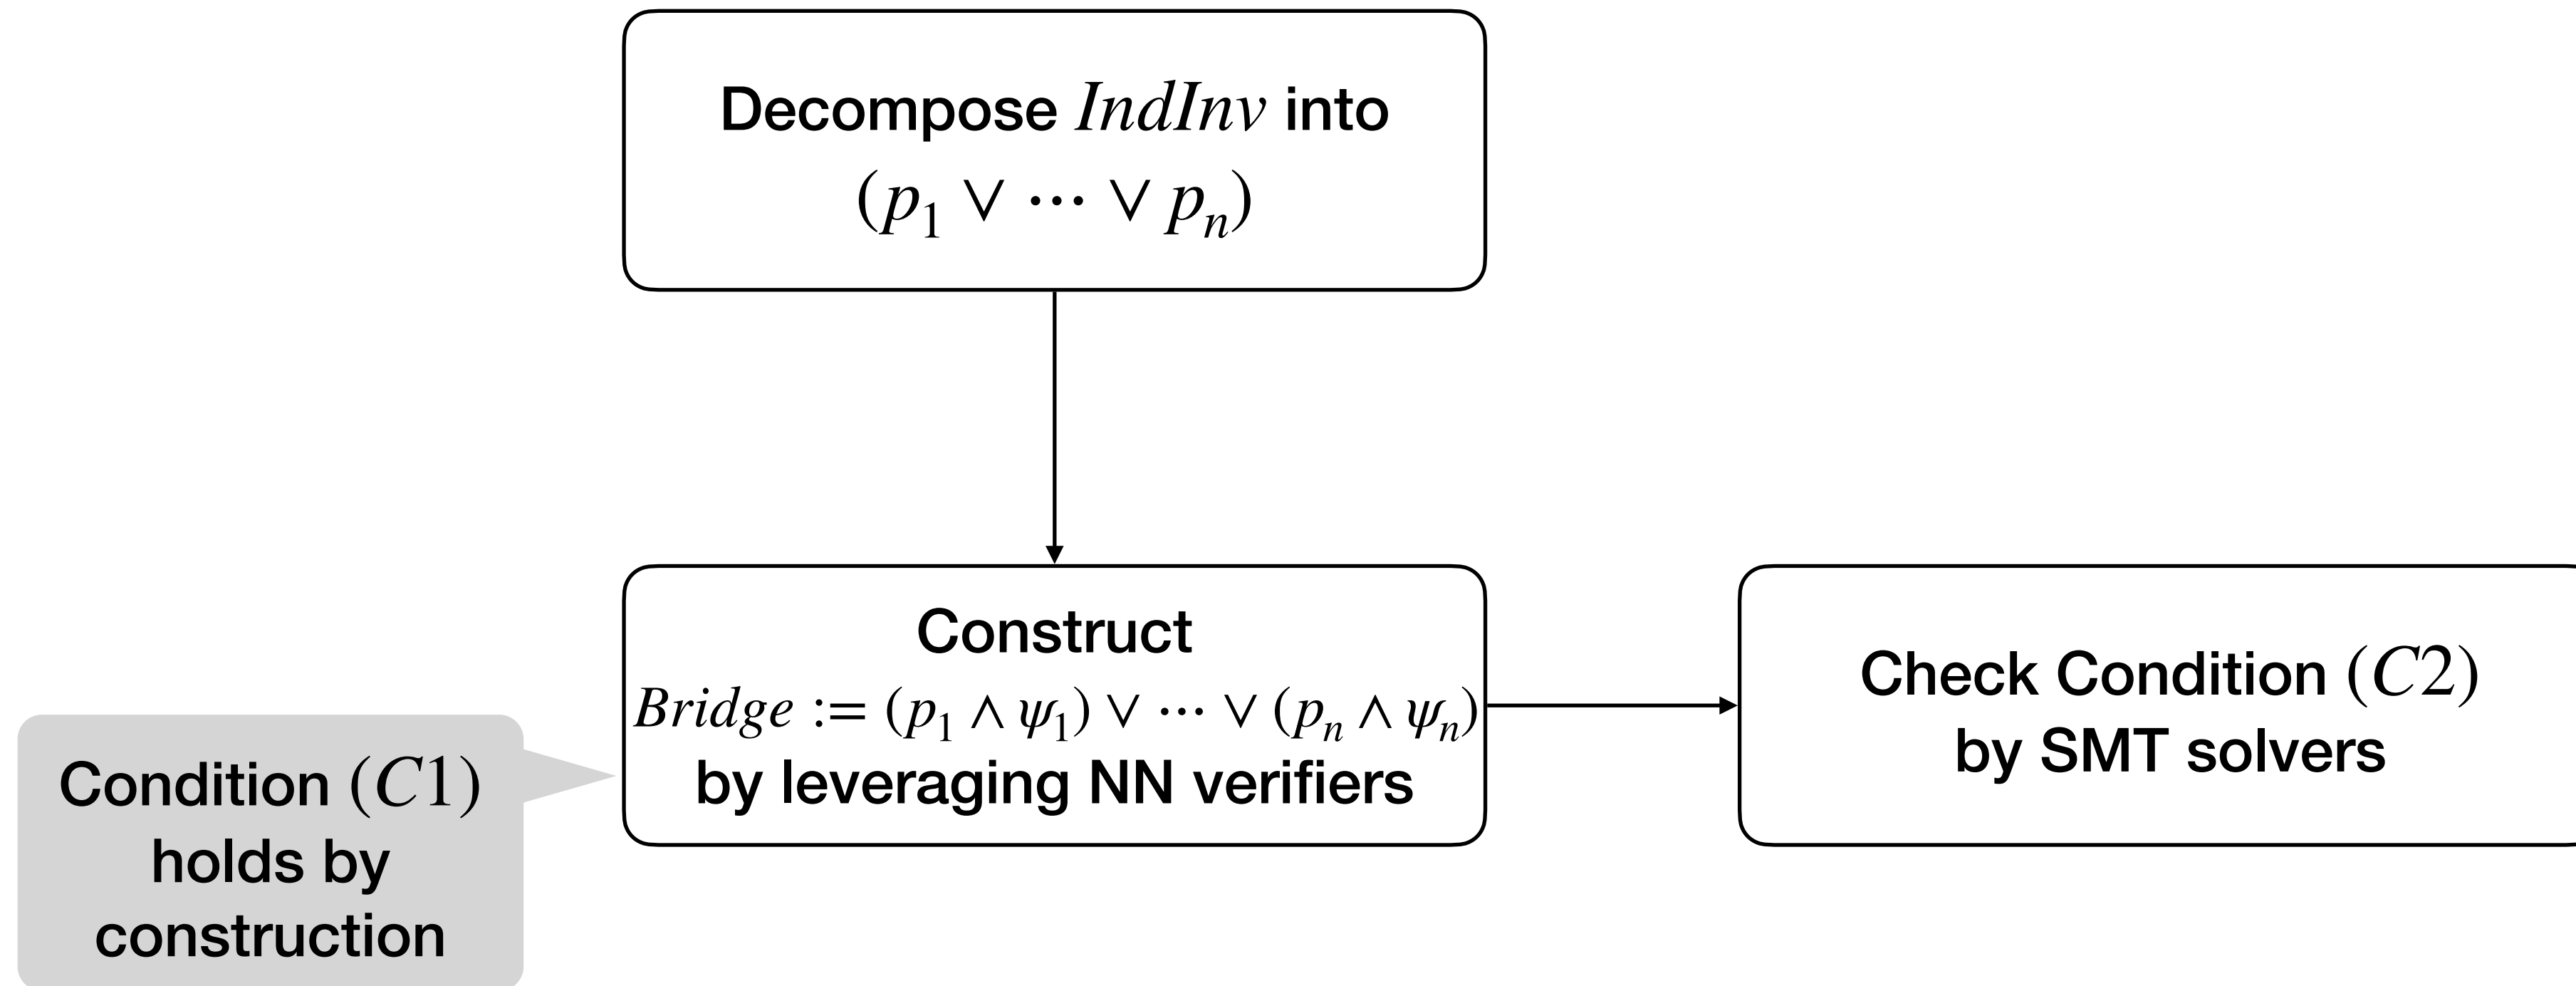 Decompose IndInv into
(p₁ ∨ ⋯ ∨ pₙ)
Construct
Bridge := (p₁ ∧ ψ₁) ∨ ⋯ ∨ (pₙ ∧ ψₙ)
by leveraging NN verifiers
Check Condition (C2)
by SMT solvers
Condition (C1)
holds by
construction